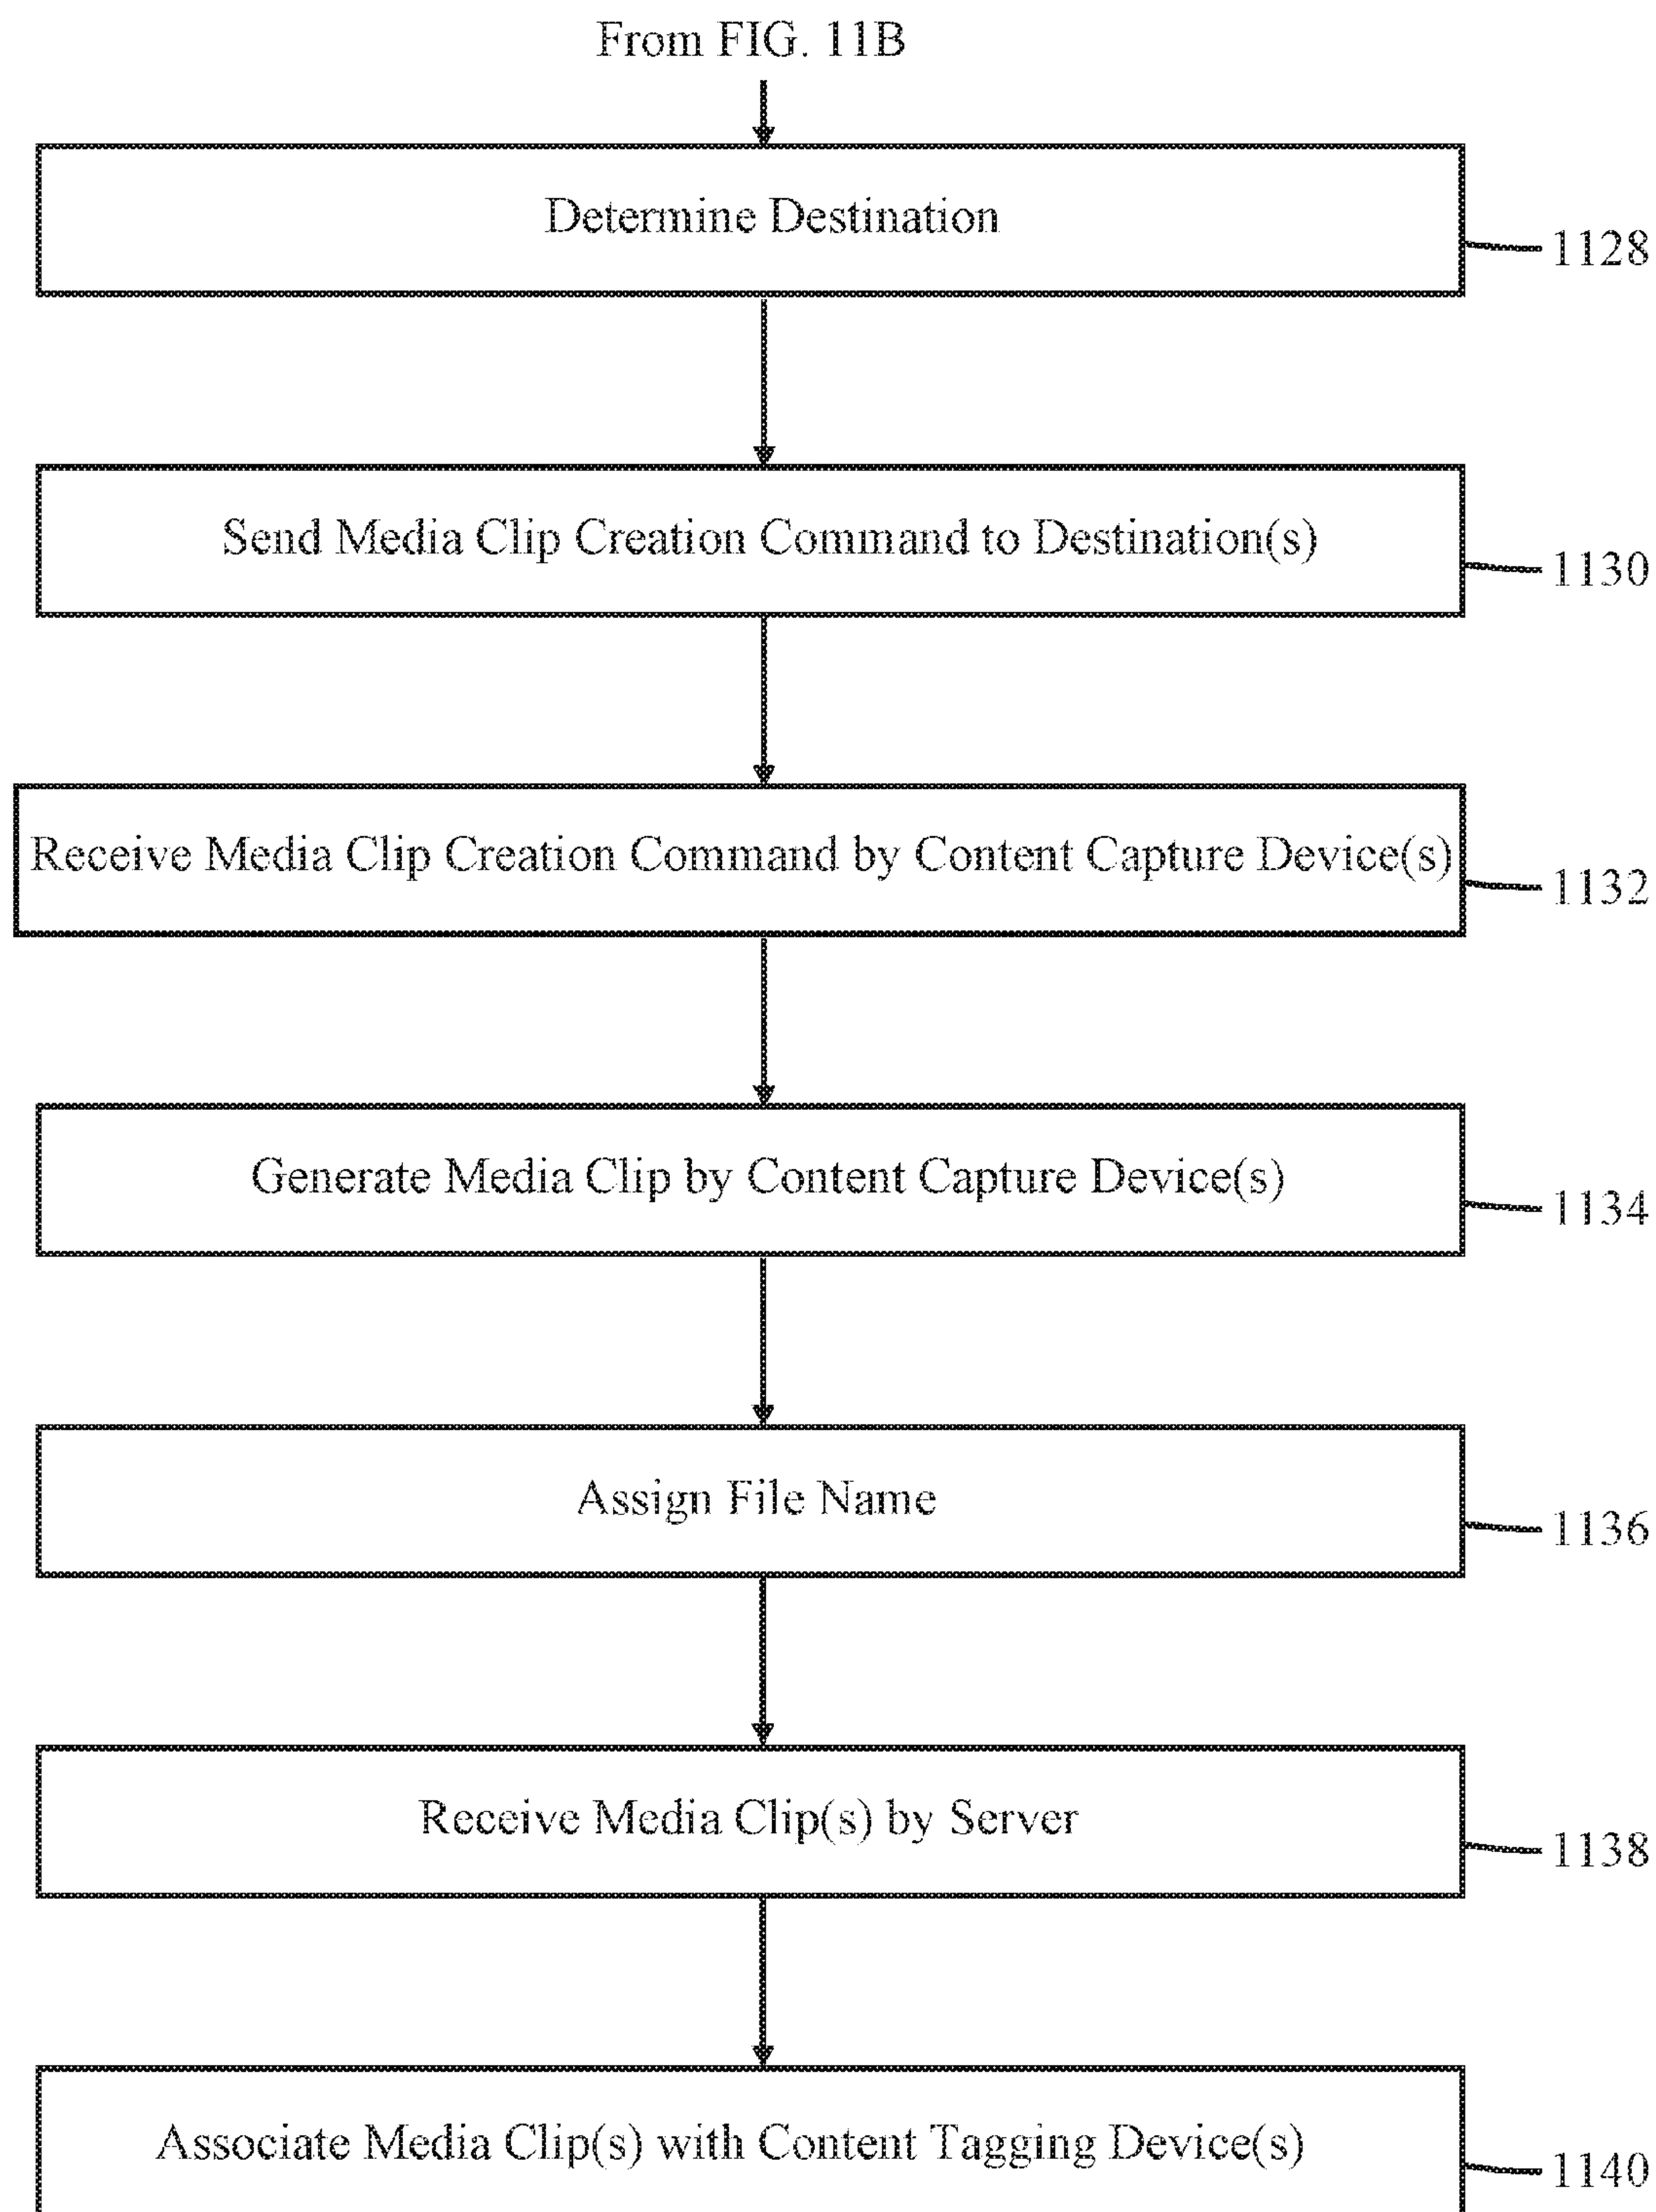 From FIG. 11B
Determine Destination
1128
Send Media Clip Creation Command to Destination(s)
1130
Receive Media Clip Creation Command by Content Capture Device(s)
1132
Generate Media Clip by Content Capture Device(s)
1134
Assign File Name
1136
Receive Media Clip(s) by Server
1138
Associate Media Clip(s) with Content Tagging Device(s)
1140